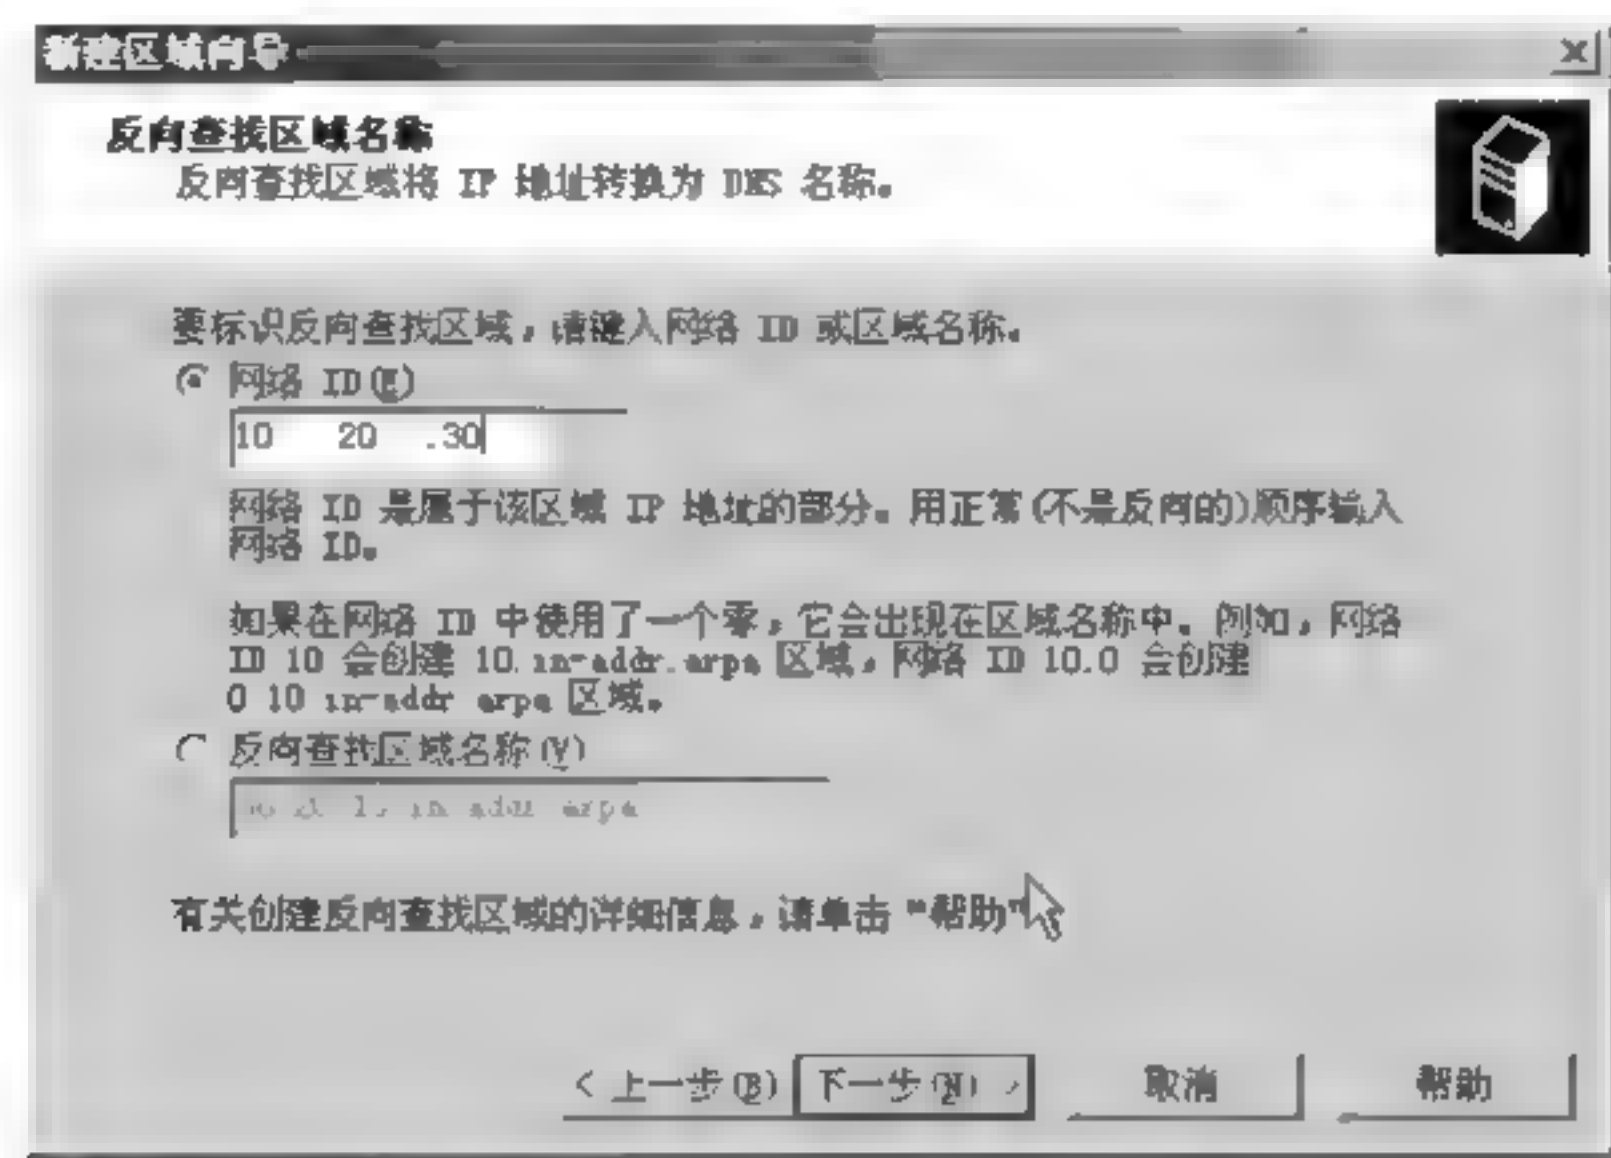 新建区域向导
反向查找区域名称
反向查找区域将 IP 地址转换为 DNS 名称。
要标识反向查找区域，请键入网络 ID 或区域名称。
网络 ID(E)
10 20 .30
网络 ID 是属于该区域 IP 地址的部分。用正常(不是反向的)顺序输入
网络 ID。
如果在网络 ID 中使用了一个零，它会出现在区域名称中。例如，网络
ID 10 会创建 10.in-addr.arpa 区域，网络 ID 10.0 会创建
0 10 in-addr arpa 区域。
反向查找区域名称(V)
in addr arpa
有关创建反向查找区域的详细信息，请单击“帮助”
< 上一步(B) 下一步(N) > 取消 帮助